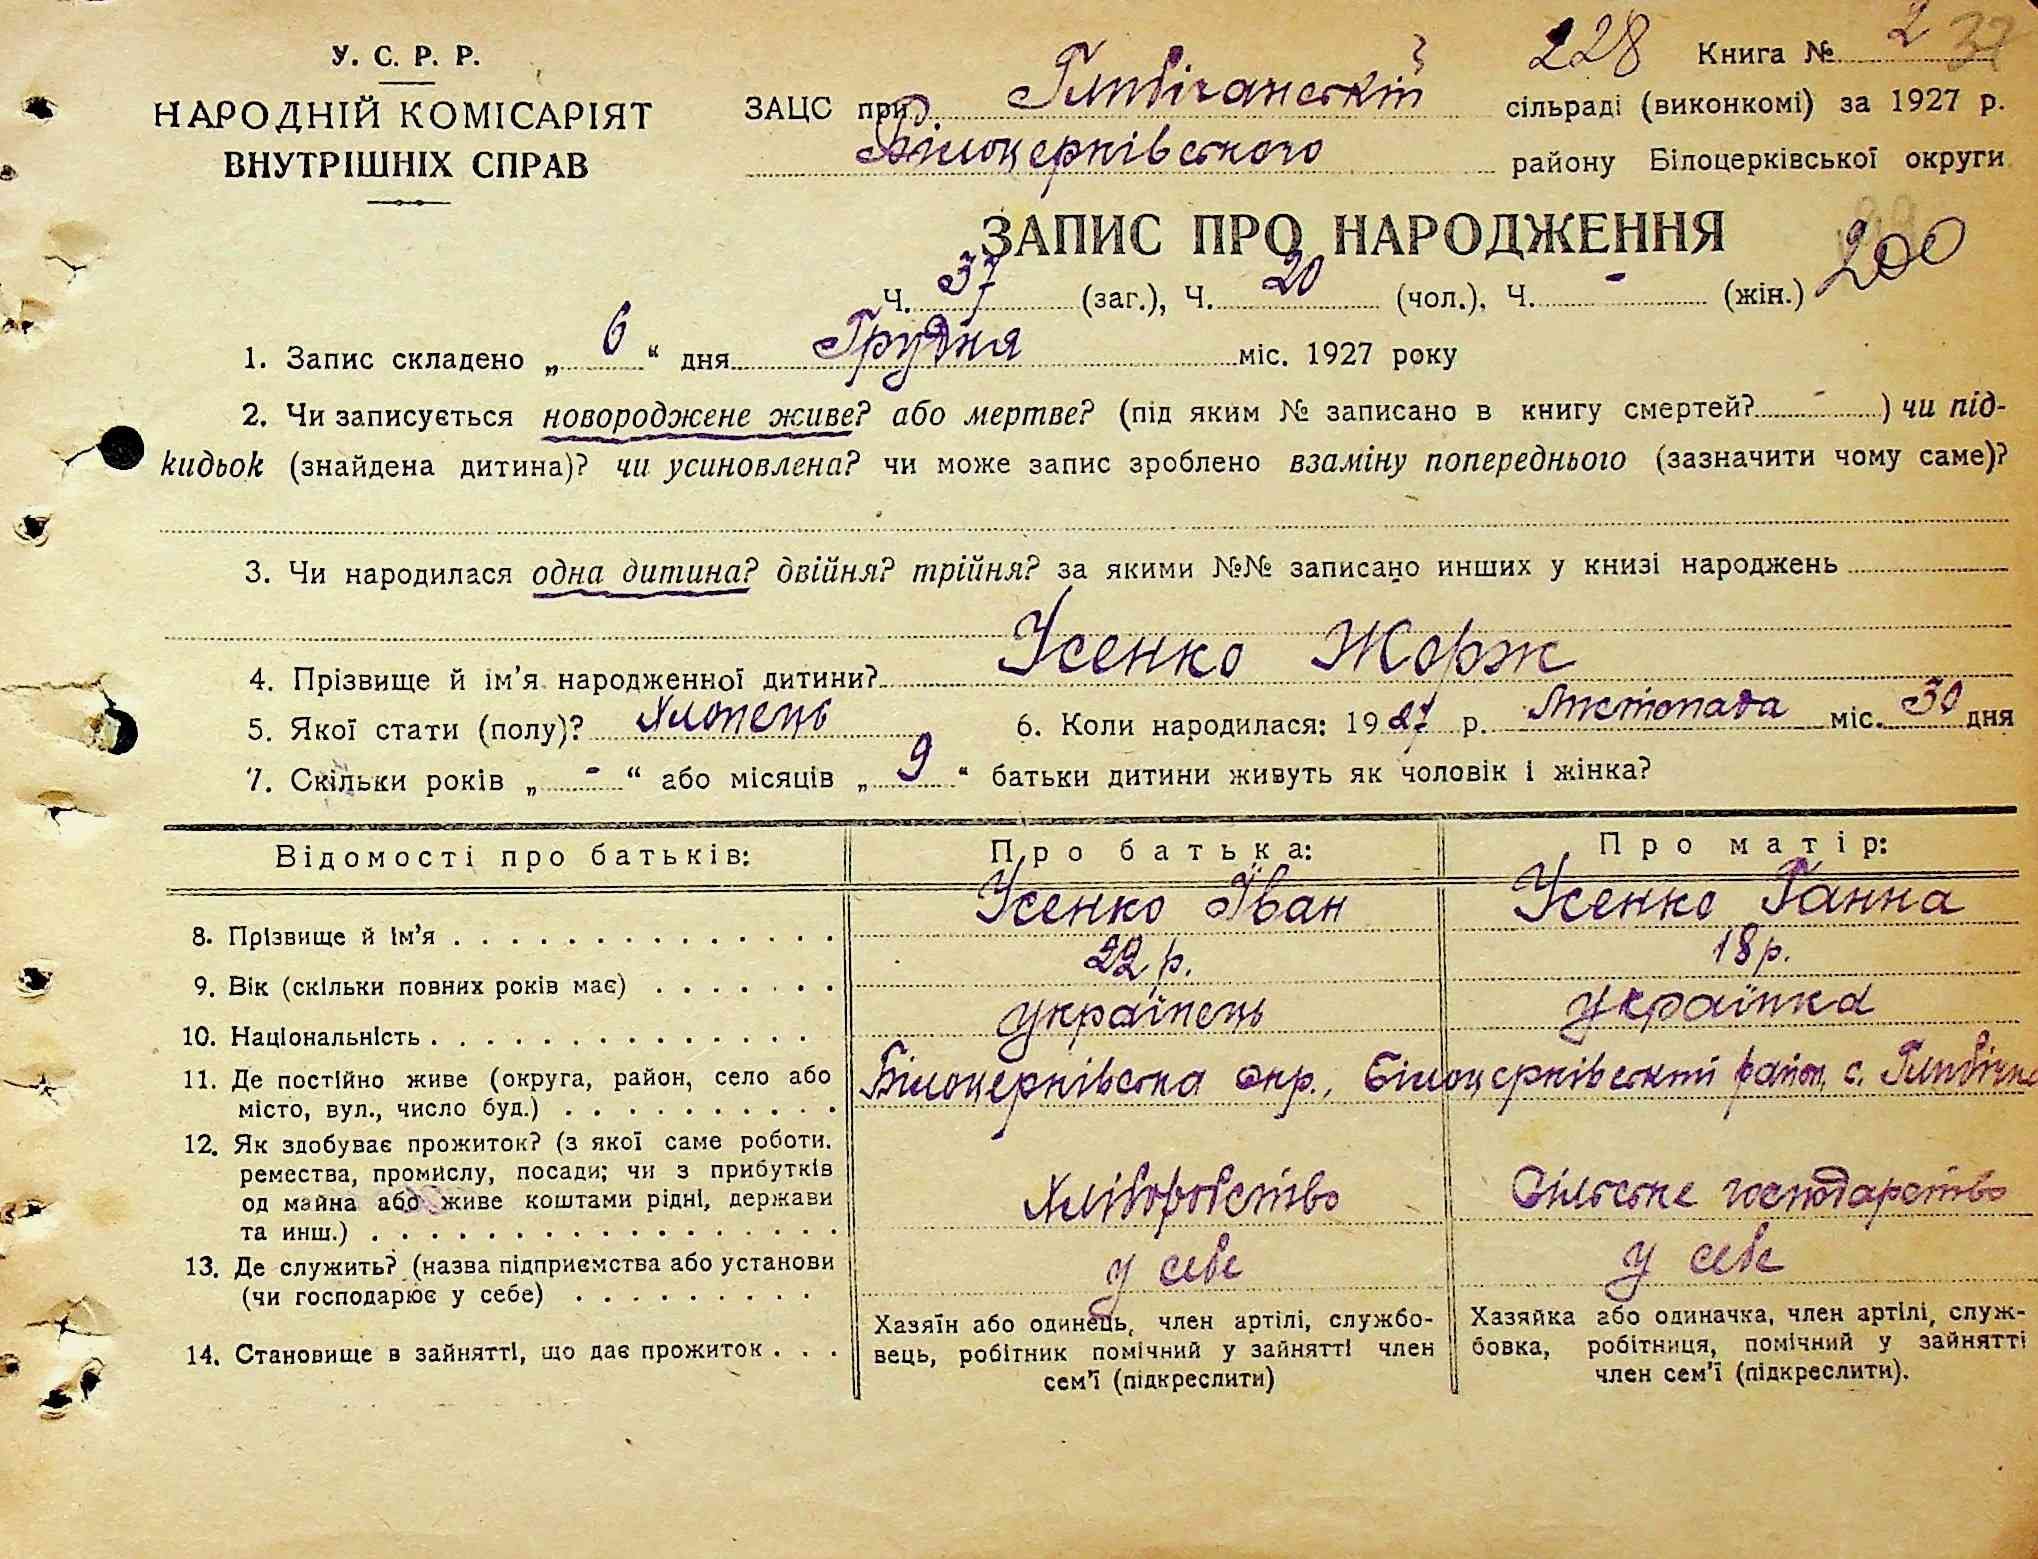 У. С. Р. Р.
НАРОДНІЙ КОМІСАРІЯТ
ВНУТРІШНІХ СПРАВ
228 Книга № 2 32
ЗАЦС при Глибічанській сільраді (виконкомі) за 1927 р.
Білоцерківського району Білоцерківської округи
ЗАПИС ПРО НАРОДЖЕННЯ
200
Ч. 37 (заг.), Ч. 20 (чол.), Ч. - (жін.)
1. Запис складено „ 6 “ дня Грудня міс. 1927 року
2. Чи записується новороджене живе? або мертве? (під яким № записано в книгу смертей? - ) чи під-
кидьок (знайдена дитина)? чи усиновлена? чи може запис зроблено взаміну попереднього (зазначити чому саме)?
3. Чи народилася одна дитина? двійня? трійня? за якими №№ записано инших у книзі народжень
4. Прізвище й ім'я народженної дитини? Усенко Жорж
5. Якої стати (полу)? Хлопець 6. Коли народилася: 1927 р. Листопада міс. 30 дня
7. Скільки років „ - “ або місяців „ 9 “ батьки дитини живуть як чоловік і жінка?
Відомості про батьків: Про батька: Про матір:
8. Прізвище й ім'я . . . . . . . . . . . . . . Усенко Іван Усенко Ганна
9. Вік (скільки повних років має) . . . . . . . 22 р. 18 р.
10. Національність . . . . . . . . . . . . . . українець українка
11. Де постійно живе (округа, район, село або
місто, вул., число буд.) . . . . . . . . . . Білоцерківська окр., Білоцерківський район, с. Глибічка
12. Як здобуває прожиток? (з якої саме роботи.
ремества, промислу, посади; чи з прибутків
од майна або живе коштами рідні, держави
та инш.) . . . . . . . . . . . . . . . . . Хліборобство Сільське господарство
13. Де служить? (назва підприємства або установи
(чи господарює у себе) . . . . . . . . . у себе у себе
14. Становище в зайнятті, що дає прожиток . . .
Хазяїн або одинець, член артілі, службо-
вець, робітник помічний у зайнятті член
сем'ї (підкреслити)
Хазяйка або одиначка, член артілі, служ-
бовка, робітниця, помічний у зайнятті
член сем'ї (підкреслити).